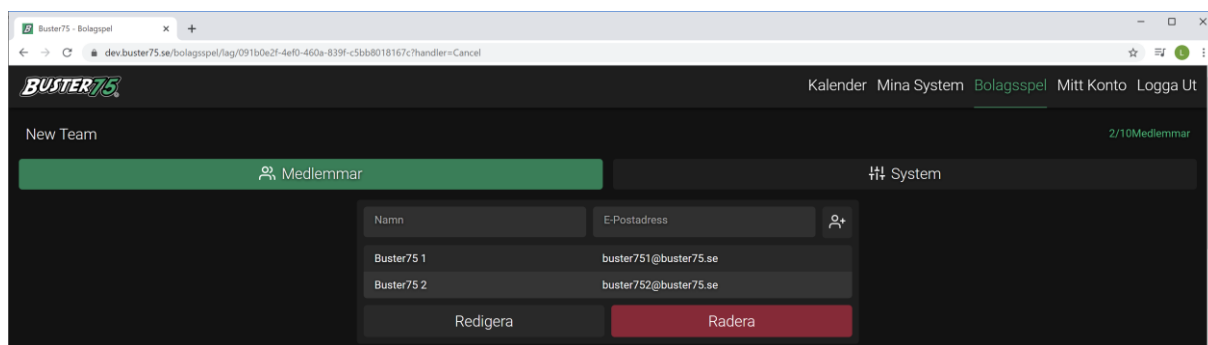 Buster75 - Bolagspel
dev.buster75.se/bolagsspel/lag/091b0e2f-4ef0-460a-839f-c5bb8018167c?handler=Cancel
L
BUSTER75
Kalender Mina System Bolagsspel Mitt Konto Logga Ut
New Team
2/10Medlemmar
Medlemmar
System
Namn
E-Postadress
Buster75 1 buster751@buster75.se
Buster75 2 buster752@buster75.se
Redigera
Radera